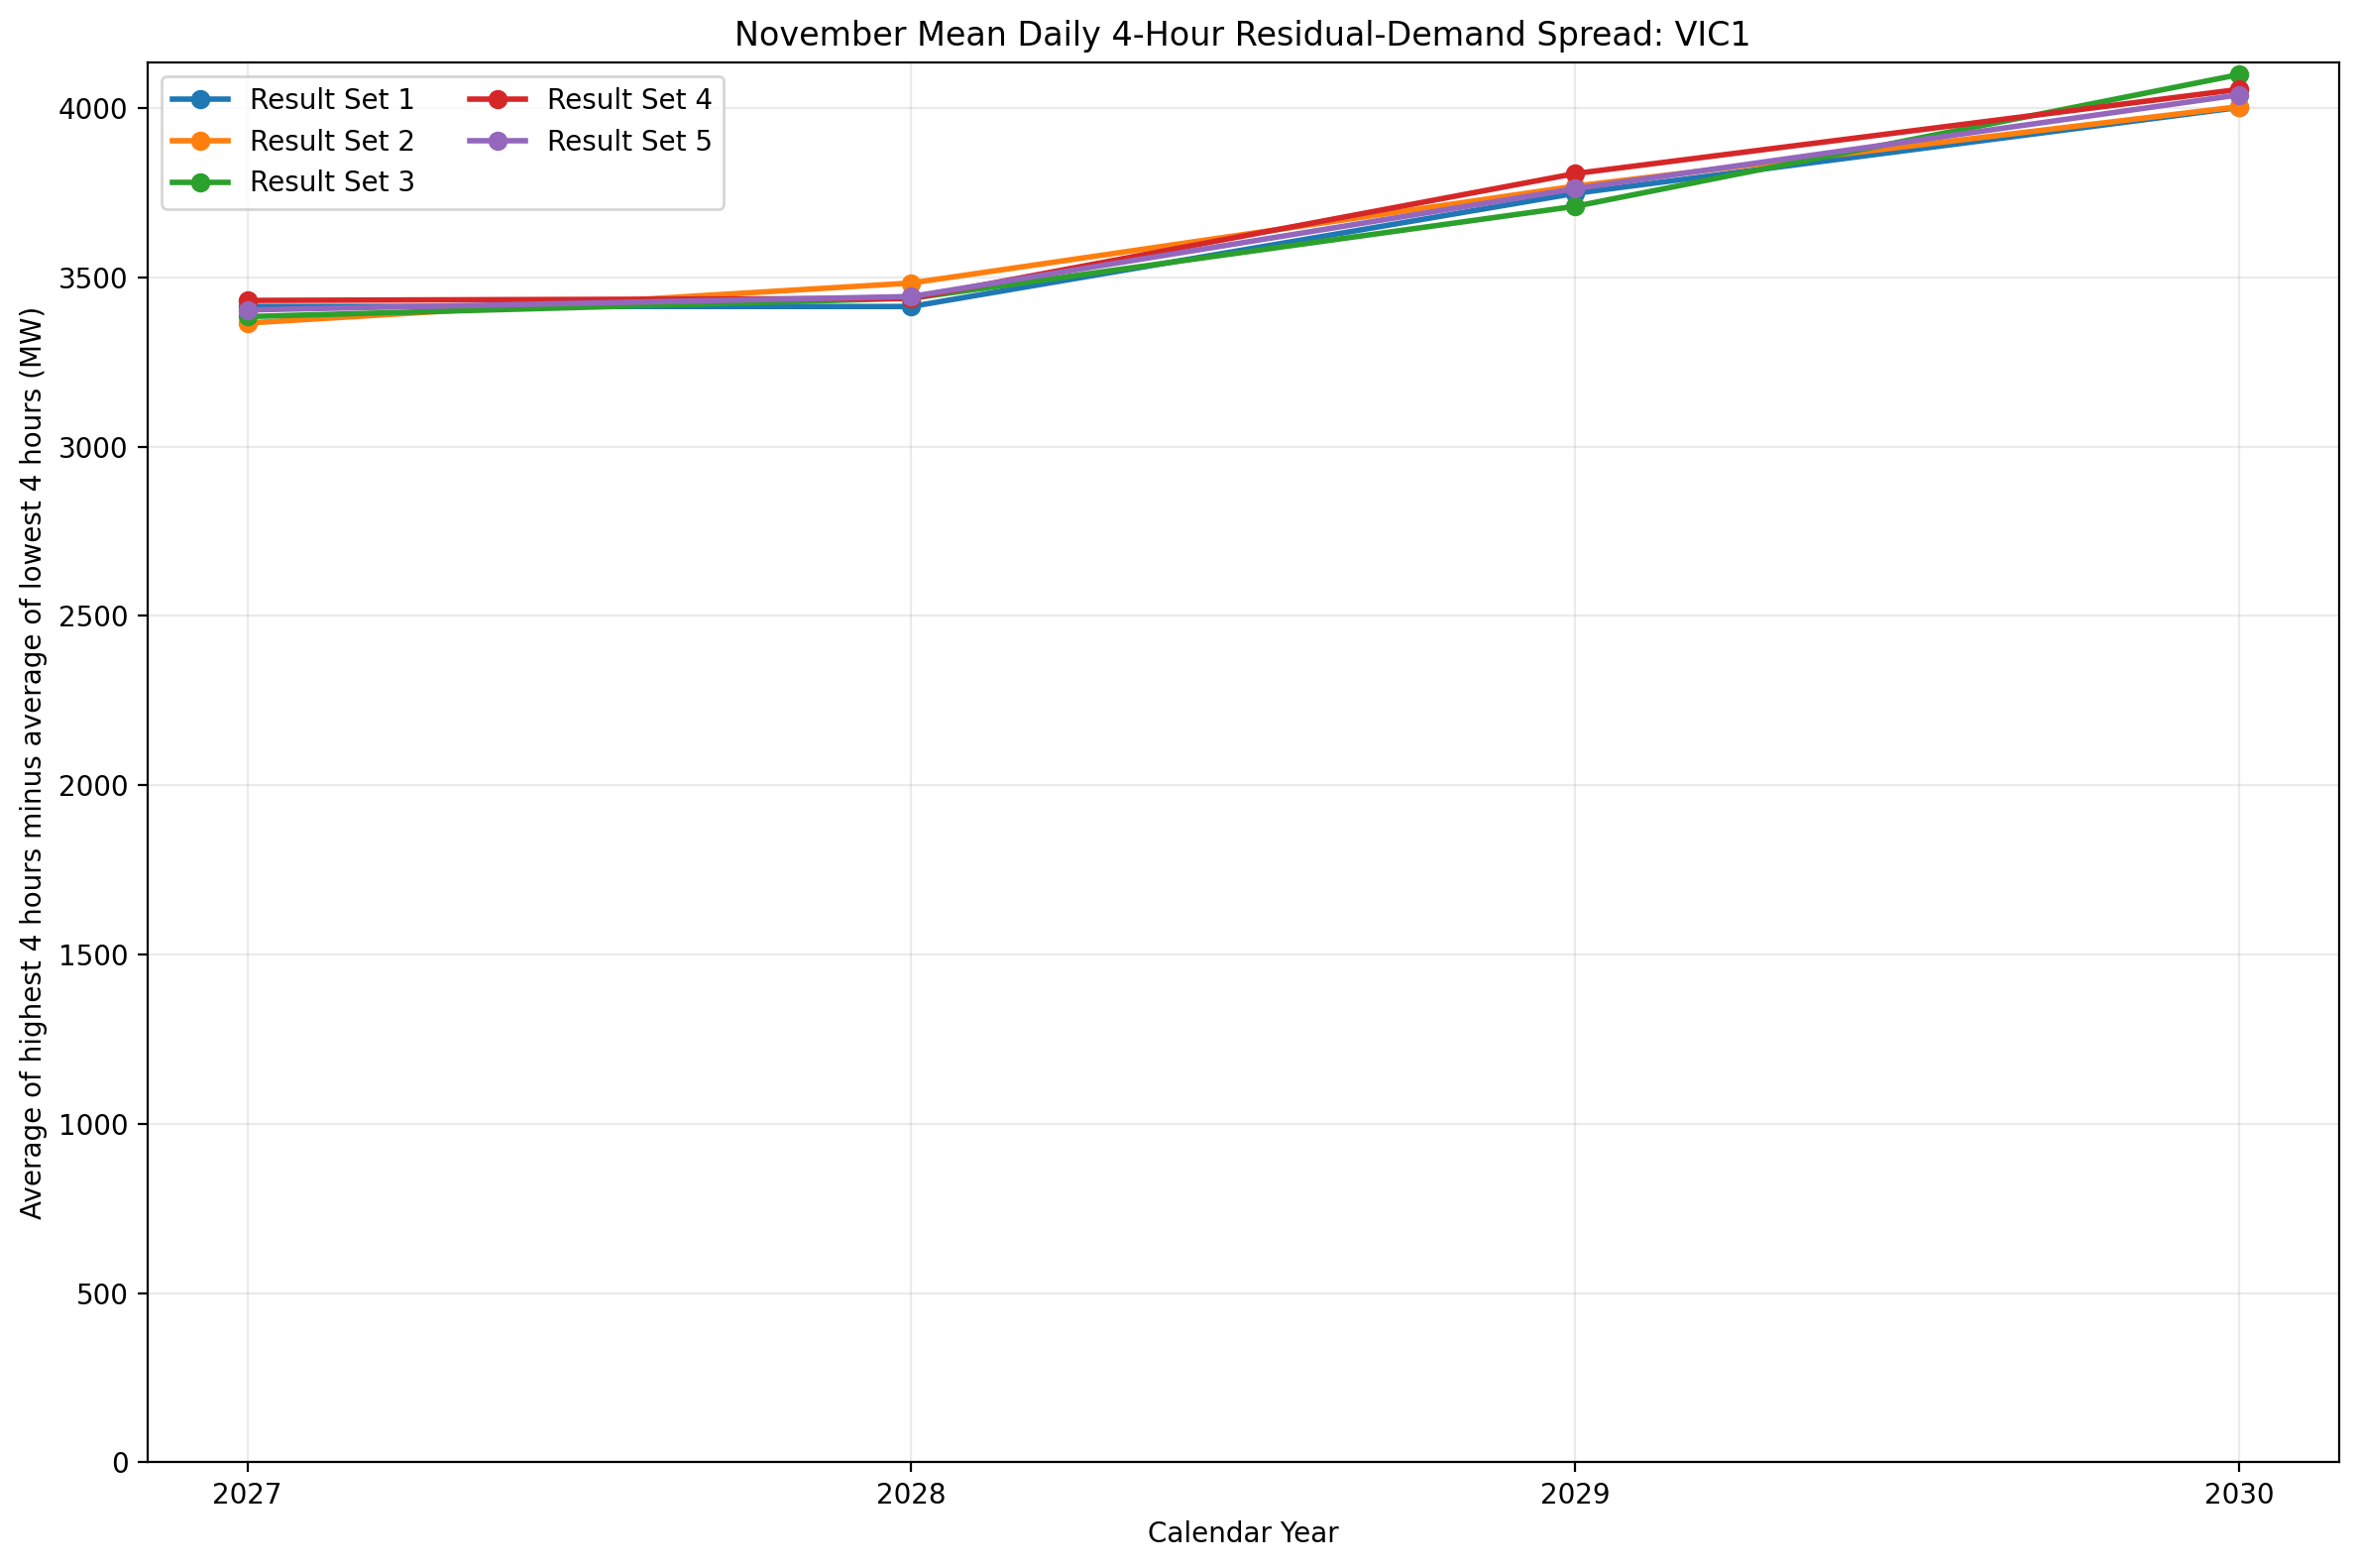 November Mean Daily 4-Hour Residual-Demand Spread: VIC1
Result Set 1
Result Set 2
Result Set 3
Result Set 4
Result Set 5
Average of highest 4 hours minus average of lowest 4 hours (MW)
4000
3500
3000
2500
2000
1500
1000
500
0
2027
2028
2029
2030
Calendar Year